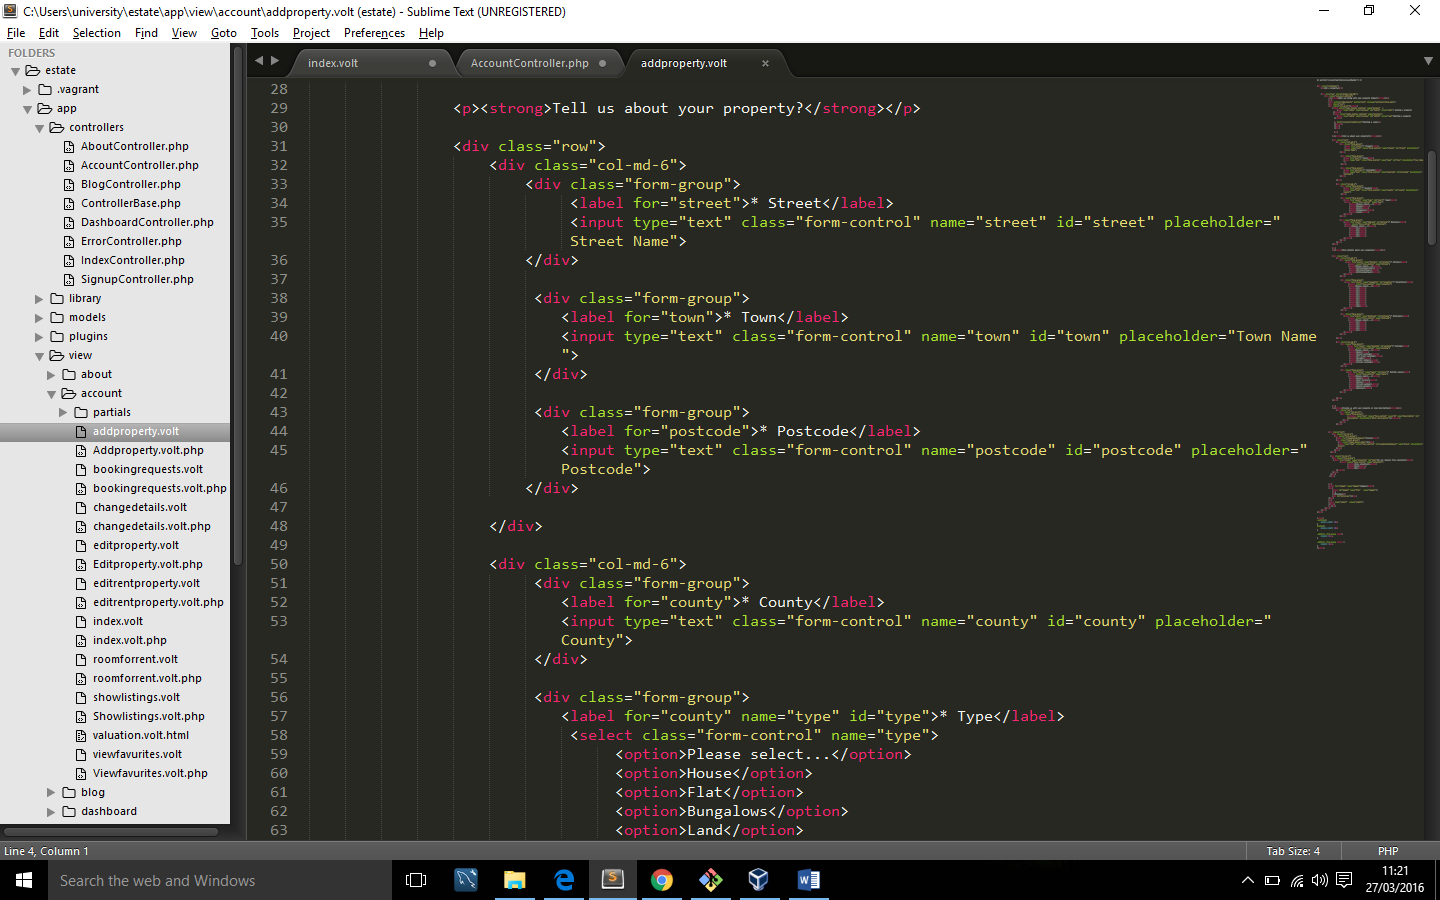 C:\Users\university\estate\app\view\account\addproperty.volt (estate) - Sublime Text (UNREGISTERED)
File Edit Selection Find View Goto Tools Project Preferences Help
FOLDERS
estate
.vagrant
app
controllers
AboutController.php
AccountController.php
BlogController.php
ControllerBase.php
DashboardController.php
ErrorController.php
IndexController.php
SignupController.php
library
models
plugins
view
about
account
partials
addproperty.volt
Addproperty.volt.php
bookingrequests.volt
bookingrequests.volt.php
changedetails.volt
changedetails.volt.php
editproperty.volt
Editproperty.volt.php
editrentproperty.volt
editrentproperty.volt.php
index.volt
index.volt.php
roomforrent.volt
roomforrent.volt.php
showlistings.volt
Showlistings.volt.php
valuation.volt.html
viewfavurites.volt
Viewfavurites.volt.php
blog
dashboard
index.volt AccountController.php addproperty.volt
28
29 <p><strong>Tell us about your property?</strong></p>
30
31 <div class="row">
32 <div class="col-md-6">
33 <div class="form-group">
34 <label for="street">* Street</label>
35 <input type="text" class="form-control" name="street" id="street" placeholder="
Street Name">
36 </div>
37
38 <div class="form-group">
39 <label for="town">* Town</label>
40 <input type="text" class="form-control" name="town" id="town" placeholder="Town Name
">
41 </div>
42
43 <div class="form-group">
44 <label for="postcode">* Postcode</label>
45 <input type="text" class="form-control" name="postcode" id="postcode" placeholder="
Postcode">
46 </div>
47
48 </div>
49
50 <div class="col-md-6">
51 <div class="form-group">
52 <label for="county">* County</label>
53 <input type="text" class="form-control" name="county" id="county" placeholder="
County">
54 </div>
55
56 <div class="form-group">
57 <label for="county" name="type" id="type">* Type</label>
58 <select class="form-control" name="type">
59 <option>Please select...</option>
60 <option>House</option>
61 <option>Flat</option>
62 <option>Bungalows</option>
63 <option>Land</option>
Line 4, Column 1 Tab Size: 4 PHP
Search the web and Windows
11:21
27/03/2016